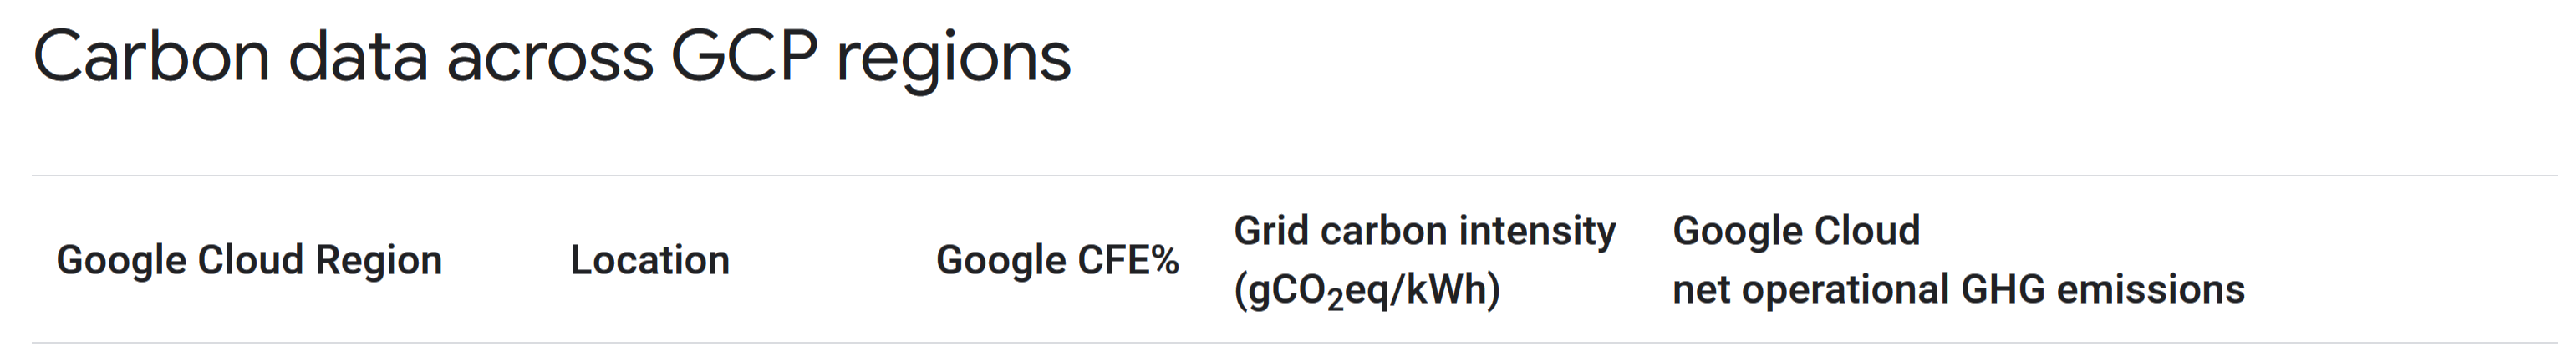 Carbon data across GCP regions
Google Cloud Region
Location
Google CFE%
Grid carbon intensity
(gCO₂eq/kWh)
Google Cloud
net operational GHG emissions